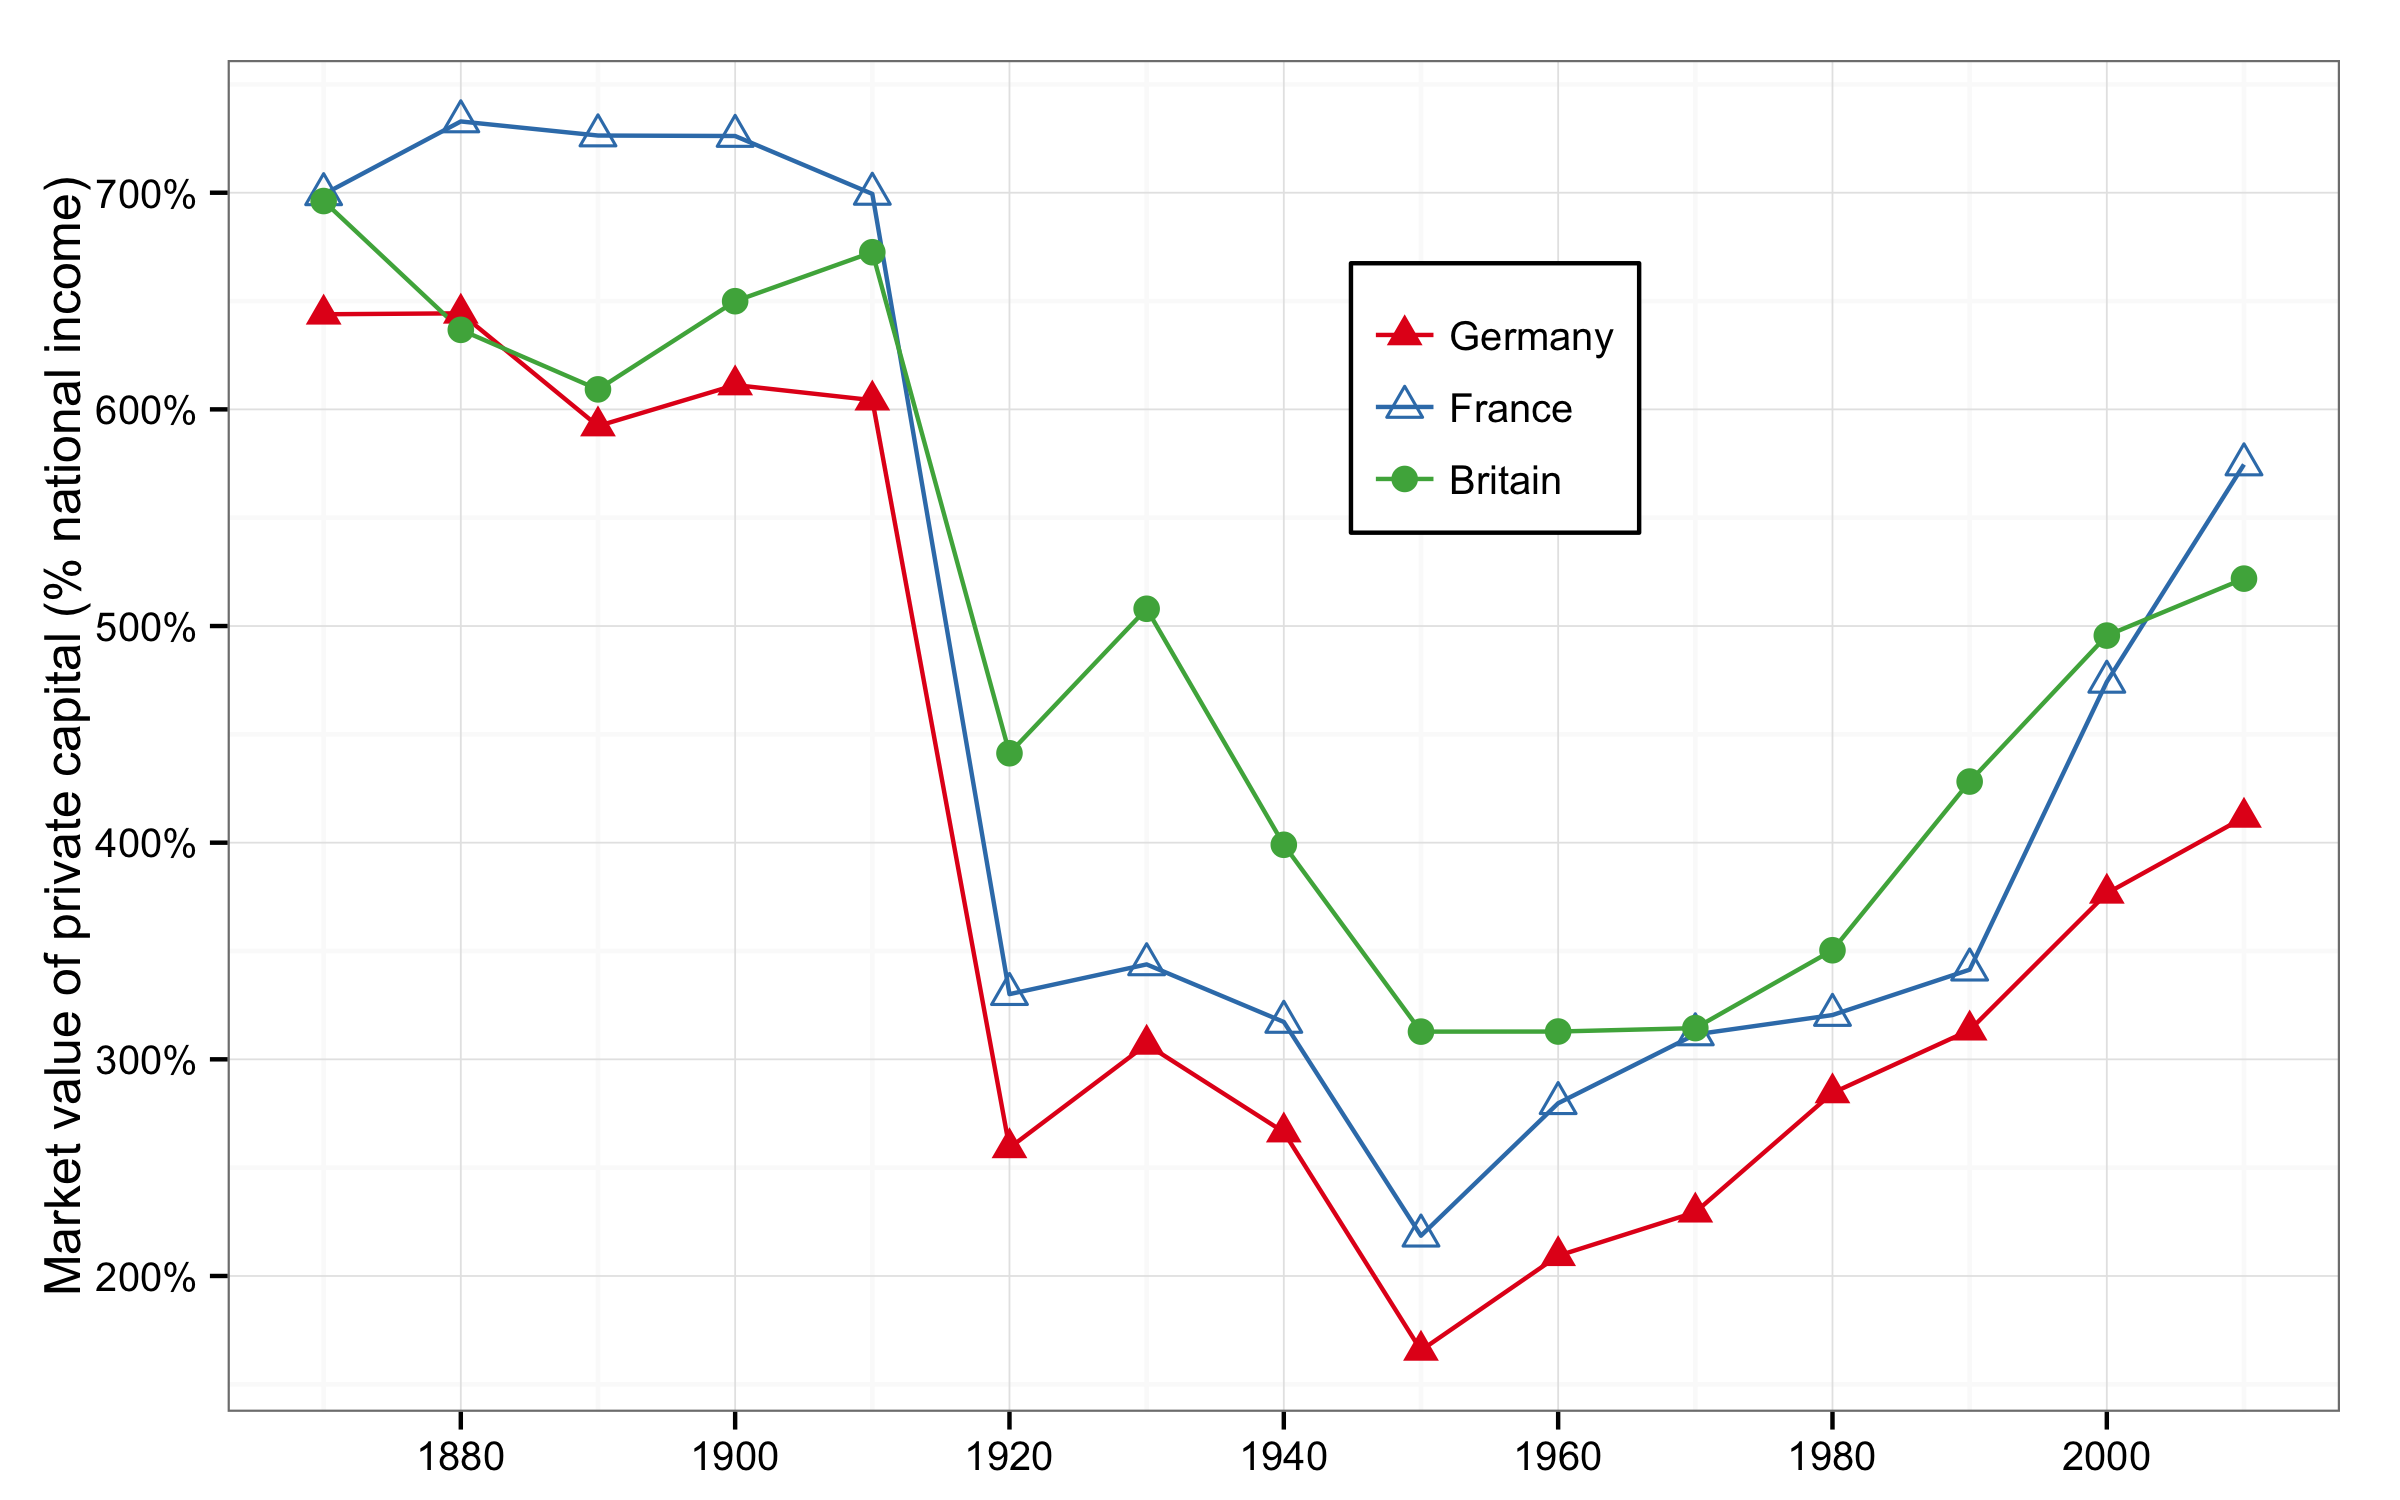 Market value of private capital (% national income)
700%
600%
500%
400%
300%
200%
Germany
France
Britain
1880 1900 1920 1940 1960 1980 2000